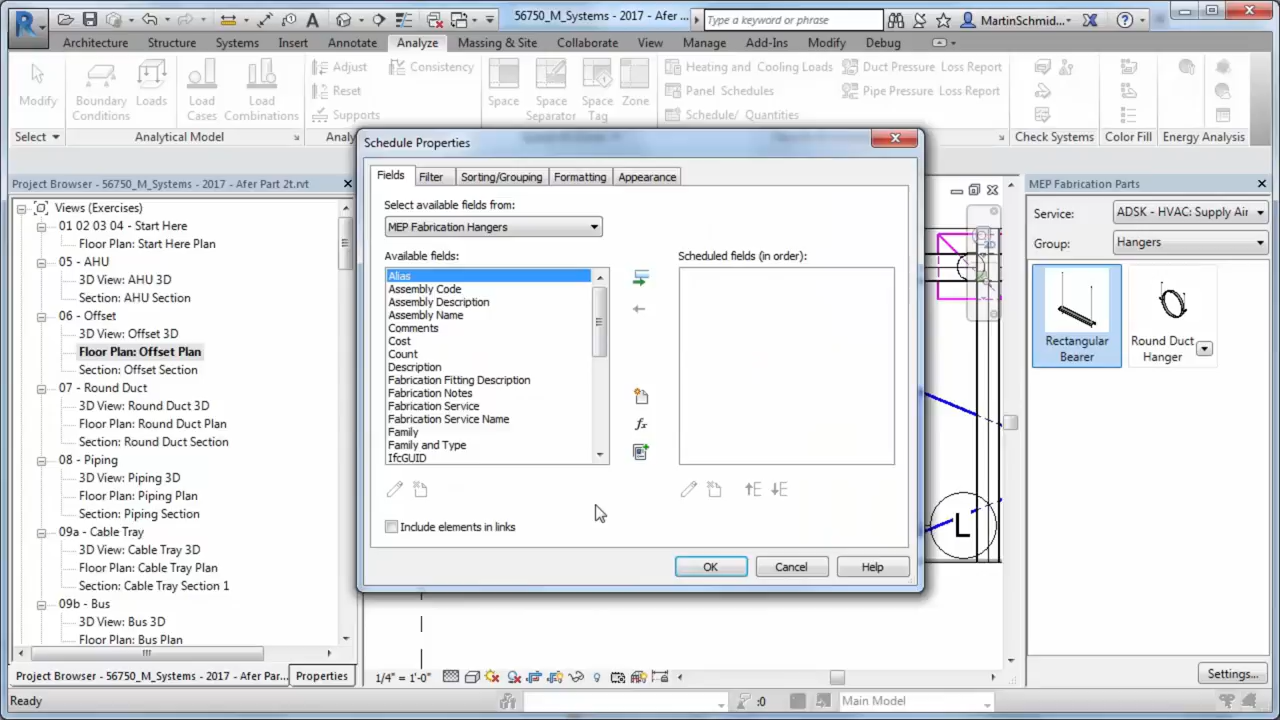 56750_M_Systems - 2017 - Afer ...
Type a keyword or phrase
MartinSchmid...
Architecture Structure Systems Insert Annotate Analyze Massing & Site Collaborate View Manage Add-Ins Modify Debug
Modify
Boundary Conditions
Loads
Load Cases
Load Combinations
Adjust
Reset
Supports
Consistency
Space
Space Separator
Space Tag
Zone
Heating and Cooling Loads
Panel Schedules
Schedule/ Quantities
Duct Pressure Loss Report
Pipe Pressure Loss Report
Check Systems
Color Fill
Energy Analysis
Select
Analytical Model
Project Browser - 56750_M_Systems - 2017 - Afer Part 2t.rvt
Views (Exercises)
01 02 03 04 - Start Here
Floor Plan: Start Here Plan
05 - AHU
3D View: AHU 3D
Section: AHU Section
06 - Offset
3D View: Offset 3D
Floor Plan: Offset Plan
Section: Offset Section
07 - Round Duct
3D View: Round Duct 3D
Floor Plan: Round Duct Plan
Section: Round Duct Section
08 - Piping
3D View: Piping 3D
Floor Plan: Piping Plan
Section: Piping Section
09a - Cable Tray
3D View: Cable Tray 3D
Floor Plan: Cable Tray Plan
Section: Cable Tray Section 1
09b - Bus
3D View: Bus 3D
Floor Plan: Bus Plan
Project Browser - 56750_M_Systems - 2017 - Afer Par...
Properties
Schedule Properties
Fields Filter Sorting/Grouping Formatting Appearance
Select available fields from:
MEP Fabrication Hangers
Available fields:
Scheduled fields (in order):
Alias
Assembly Code
Assembly Description
Assembly Name
Comments
Cost
Count
Description
Fabrication Fitting Description
Fabrication Notes
Fabrication Service
Fabrication Service Name
Family
Family and Type
IfcGUID
Include elements in links
OK Cancel Help
L
MEP Fabrication Parts
Service: ADSK - HVAC: Supply Air
Group: Hangers
Rectangular Bearer
Round Duct Hanger
Settings...
1/4" = 1'-0"
Ready
:0
Main Model